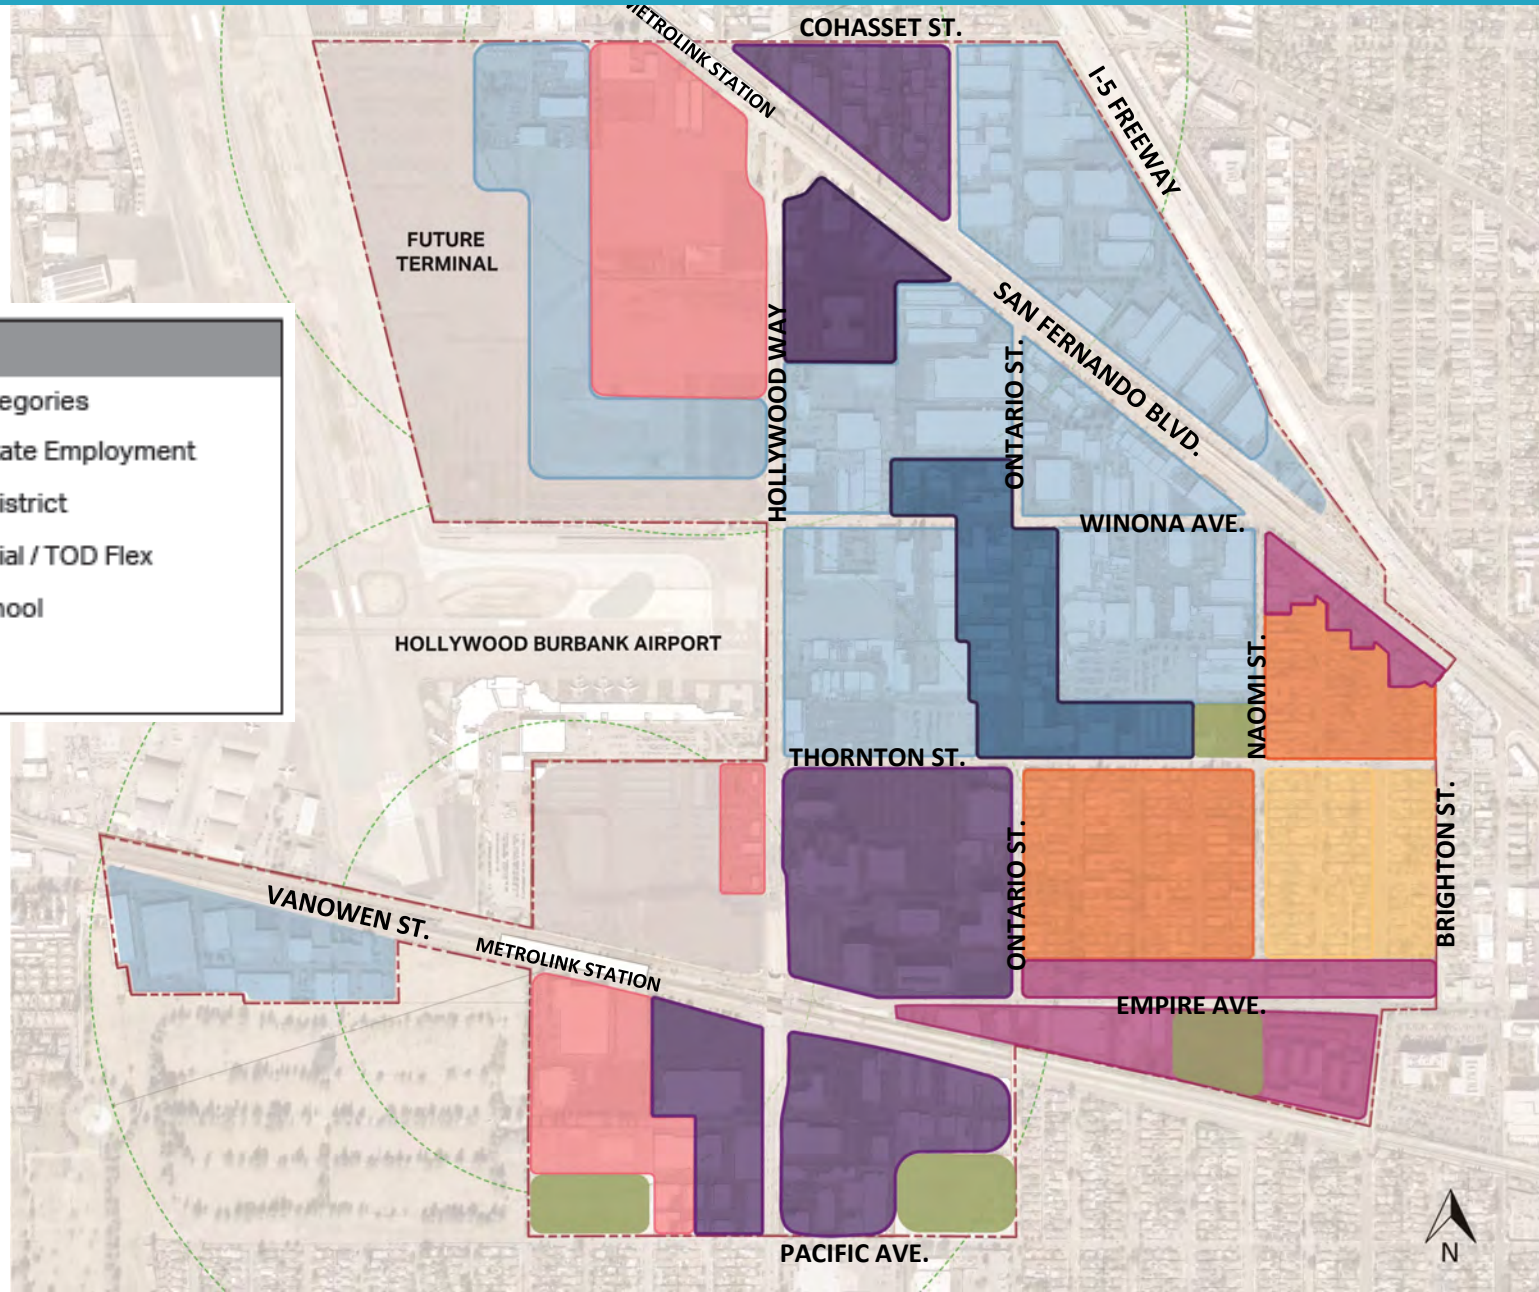 COHASSET ST.
METROLINK STATION
I-5 FREEWAY
FUTURE
TERMINAL
SAN FERNANDO BLVD.
HOLLYWOOD WAY
ONTARIO ST.
egories
ate Employment
istrict
ial / TOD Flex
hool
WINONA AVE.
HOLLYWOOD BURBANK AIRPORT
NAOMI ST.
THORNTON ST.
BRIGHTON ST.
ONTARIO ST.
VANOWEN ST.
METROLINK STATION
EMPIRE AVE.
PACIFIC AVE.
N